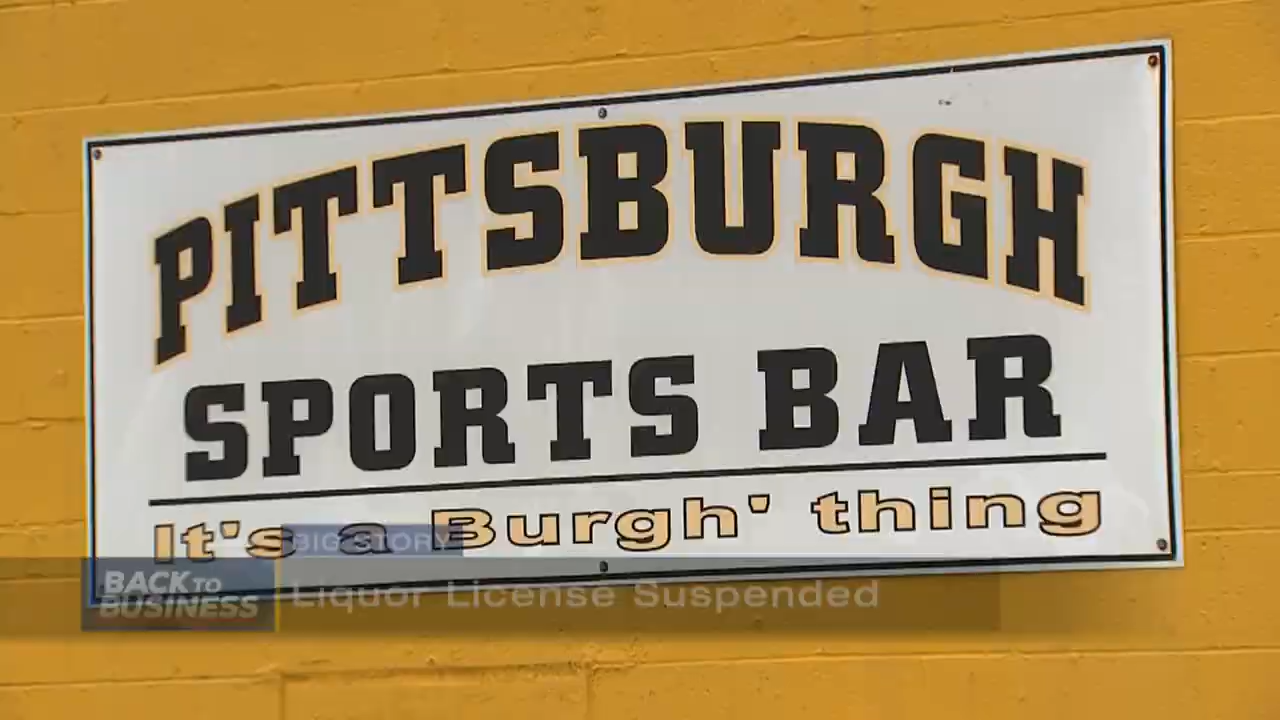 PITTSBURGH
SPORTS BAR
It's a Burgh' thing
BIG STORY
BACK TO
BUSINESS
Liquor License Suspended